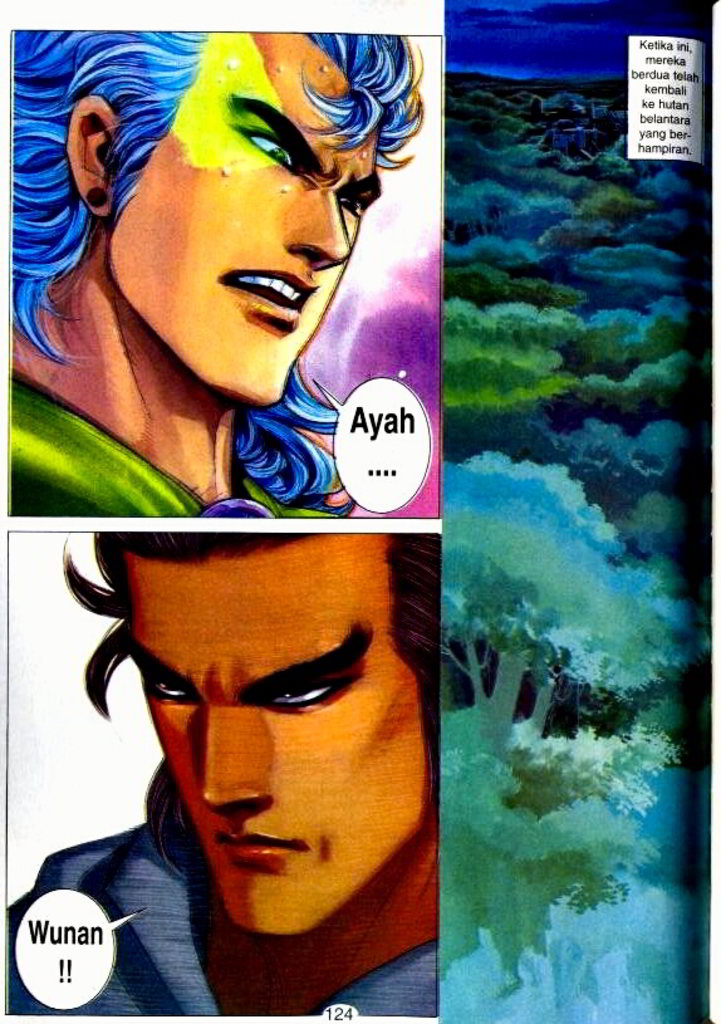 Ketika ini,
mereka
berdua telah
kembali
ke hutan
belantara
yang ber-
hampiran.
Ayah
....
Wunan
!!
124